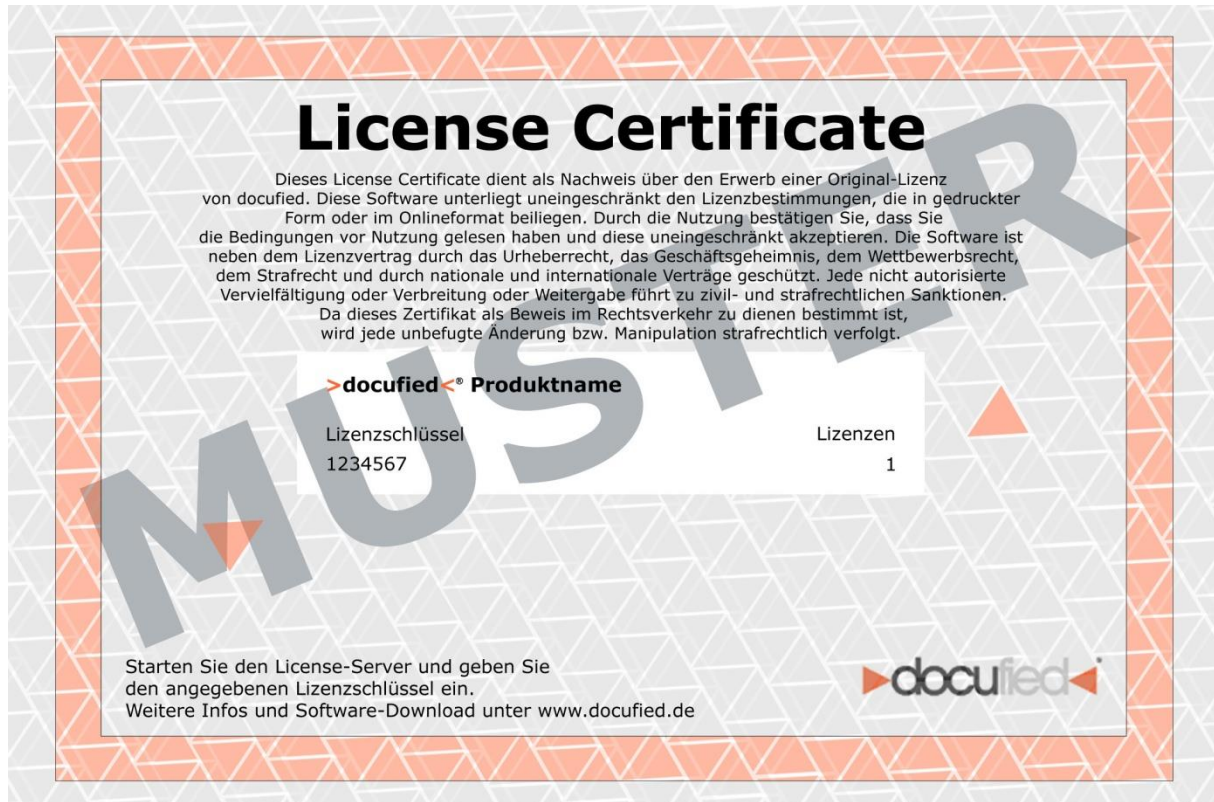 License Certificate
Dieses License Certificate dient als Nachweis über den Erwerb einer Original-Lizenz
von docufied. Diese Software unterliegt uneingeschränkt den Lizenzbestimmungen, die in gedruckter
Form oder im Onlineformat beiliegen. Durch die Nutzung bestätigen Sie, dass Sie
die Bedingungen vor Nutzung gelesen haben und diese uneingeschränkt akzeptieren. Die Software ist
neben dem Lizenzvertrag durch das Urheberrecht, das Geschäftsgeheimnis, dem Wettbewerbsrecht,
dem Strafrecht und durch nationale und internationale Verträge geschützt. Jede nicht autorisierte
Vervielfältigung oder Verbreitung oder Weitergabe führt zu zivil- und strafrechtlichen Sanktionen.
Da dieses Zertifikat als Beweis im Rechtsverkehr zu dienen bestimmt ist,
wird jede unbefugte Änderung bzw. Manipulation strafrechtlich verfolgt.
>docufied<® Produktname
Lizenzschlüssel Lizenzen
1234567 1
MUSTER
Starten Sie den License-Server und geben Sie
den angegebenen Lizenzschlüssel ein.
Weitere Infos und Software-Download unter www.docufied.de
docufied